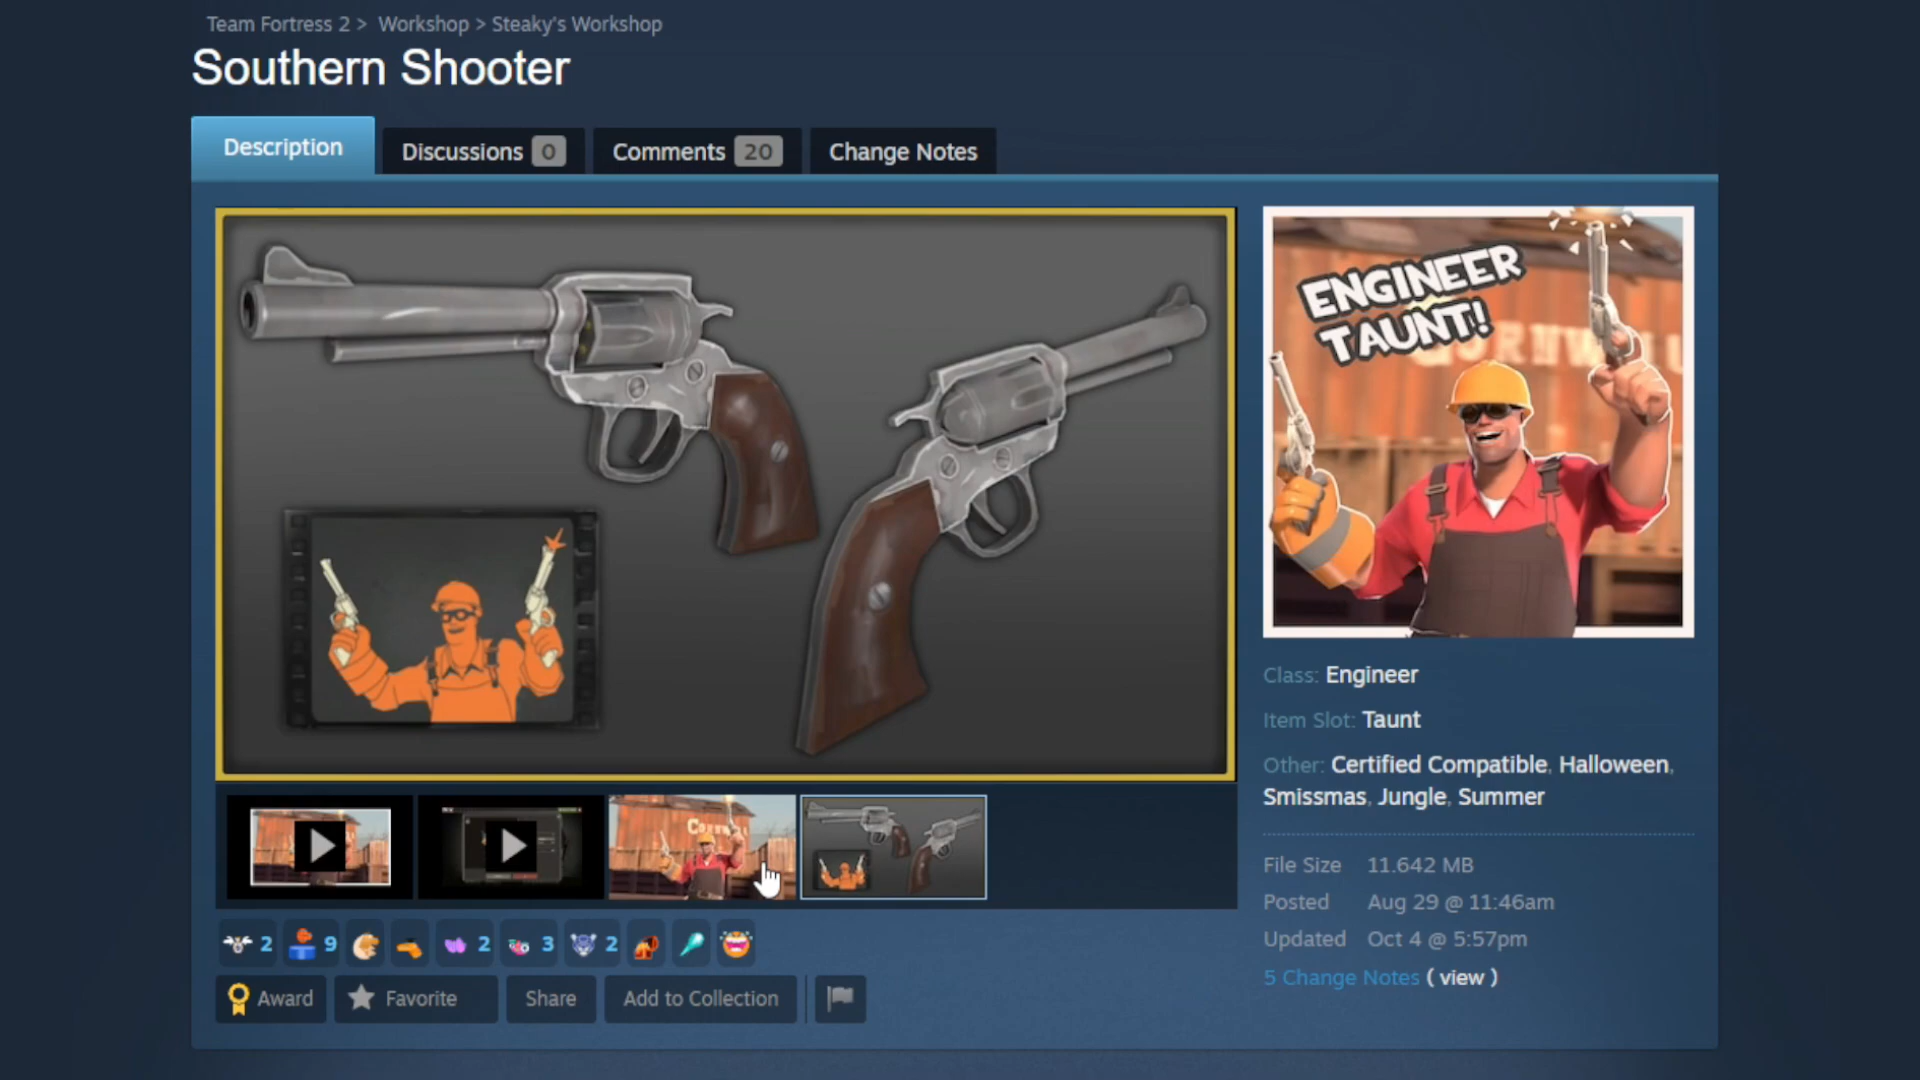 Team Fortress 2 > Workshop > Steaky's Workshop
Southern Shooter
Description
Discussions 0
Comments 20
Change Notes
ENGINEER
TAUNT!
Class: Engineer
Item Slot: Taunt
Other: Certified Compatible, Halloween,
Smissmas, Jungle, Summer
File Size 11.642 MB
Posted Aug 29 @ 11:46am
Updated Oct 4 @ 5:57pm
5 Change Notes ( view )
2 9 2 3 2
Award
Favorite
Share
Add to Collection